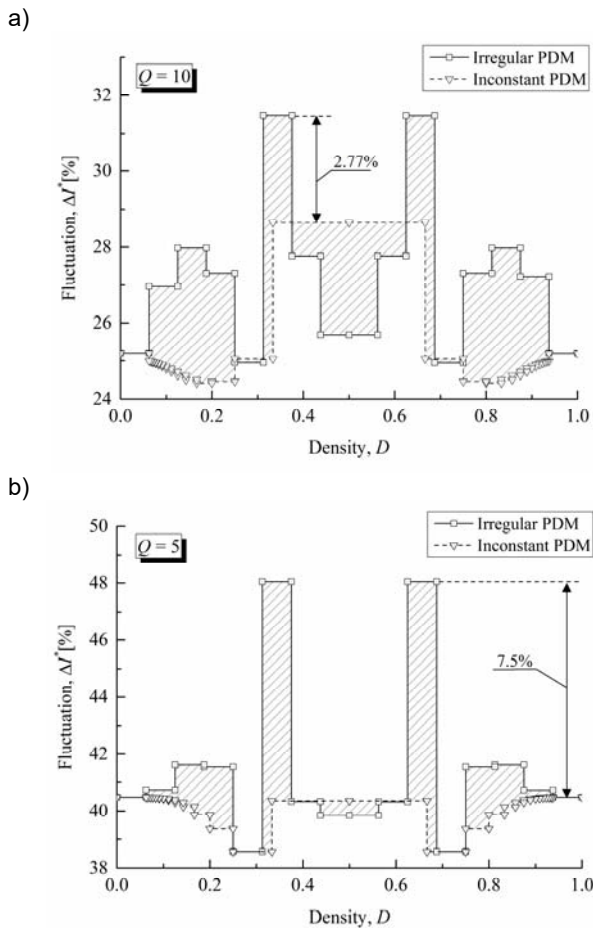 a)
Q = 10
Irregular PDM
Inconstant PDM
Fluctuation, ΔI*[%]
32
30
28
26
24
2.77%
0.0 0.2 0.4 0.6 0.8 1.0
Density, D
b)
Q = 5
Irregular PDM
Inconstant PDM
Fluctuation, ΔI*[%]
50
48
46
44
42
40
38
7.5%
0.0 0.2 0.4 0.6 0.8 1.0
Density, D